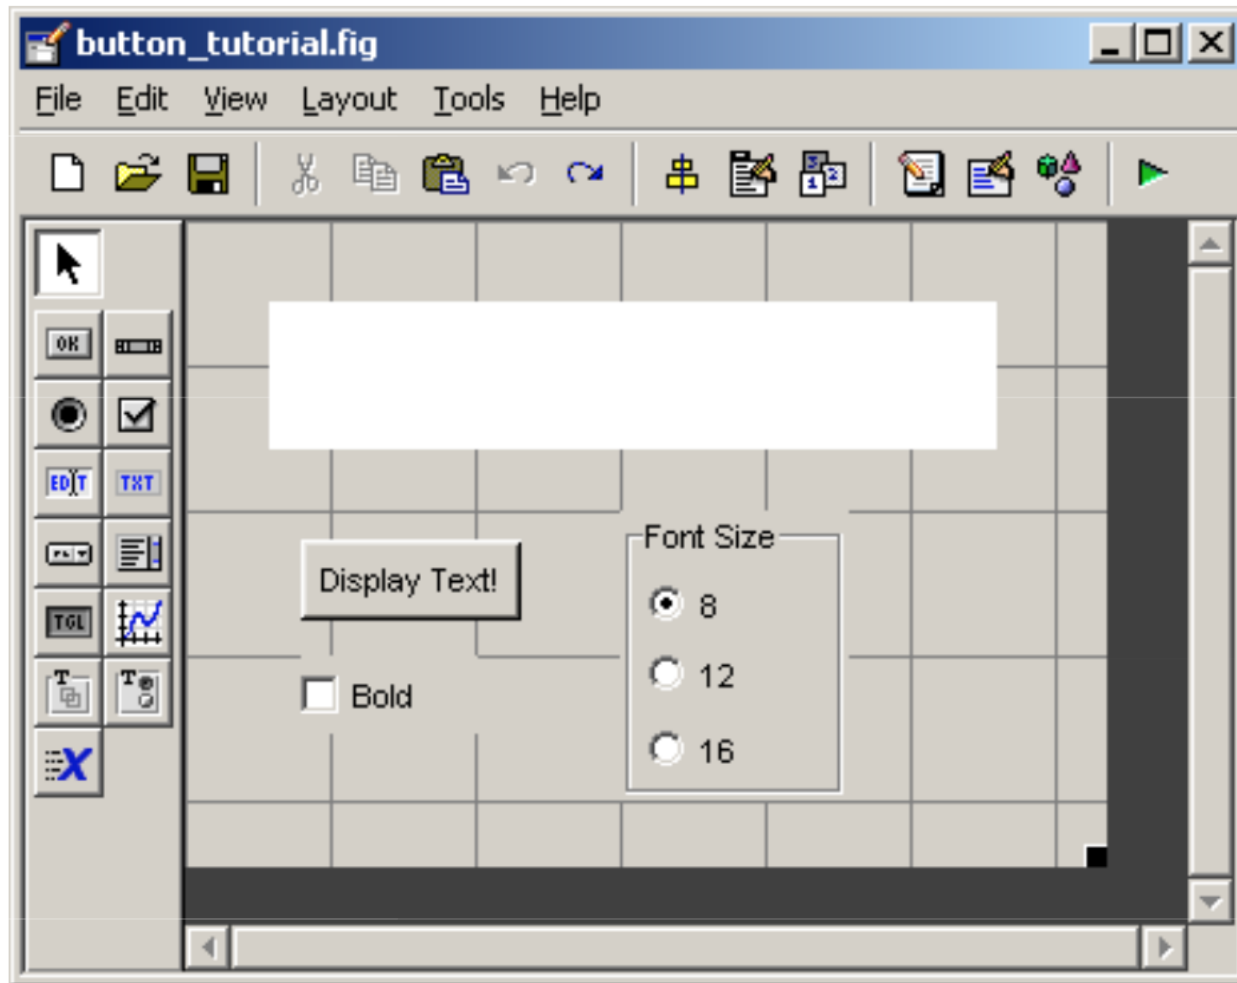 button_tutorial.fig
File Edit View Layout Tools Help
OK
EDIT TXT
TGL
T T
X
Font Size
Display Text!
8
12
Bold
16